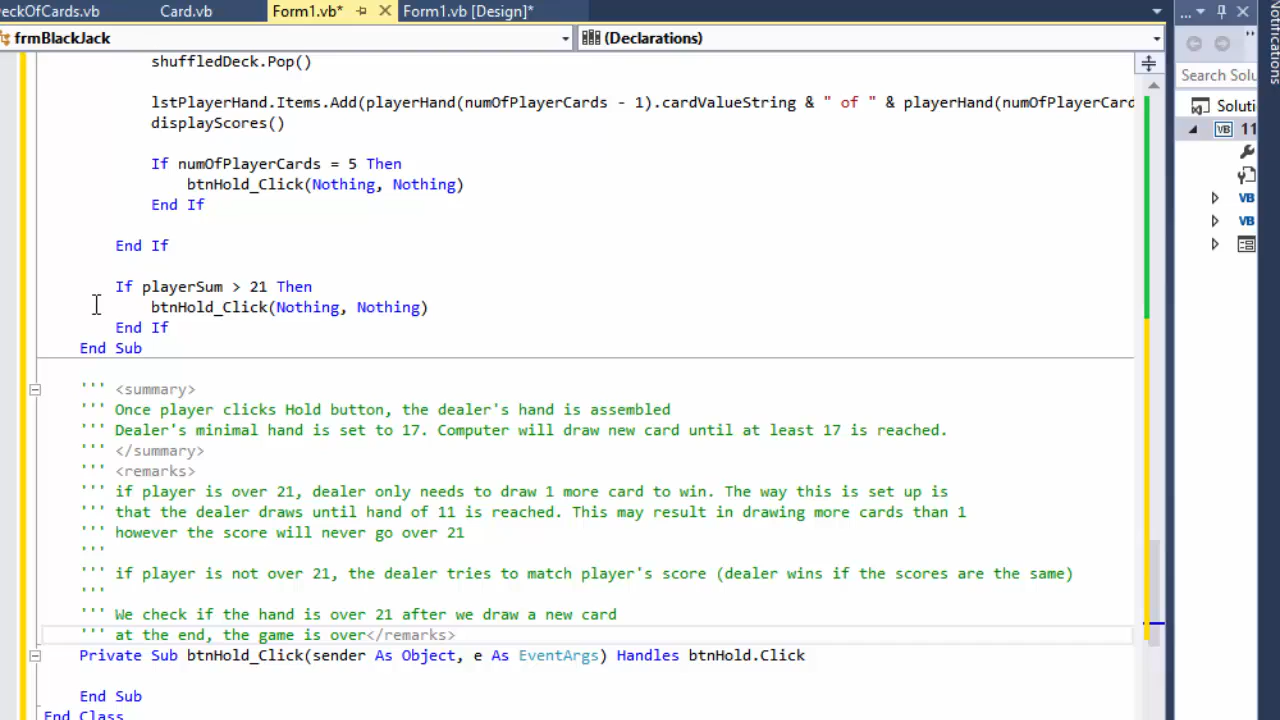 eckOfCards.vb Card.vb Form1.vb* Form1.vb [Design]*
frmBlackJack (Declarations)
Notifications
Search Solu
Soluti
VB 11
VB
VB
shuffledDeck.Pop()
lstPlayerHand.Items.Add(playerHand(numOfPlayerCards - 1).cardValueString & " of " & playerHand(numOfPlayerCard
displayScores()
If numOfPlayerCards = 5 Then
btnHold_Click(Nothing, Nothing)
End If
End If
If playerSum > 21 Then
btnHold_Click(Nothing, Nothing)
End If
End Sub
''' <summary>
''' Once player clicks Hold button, the dealer's hand is assembled
''' Dealer's minimal hand is set to 17. Computer will draw new card until at least 17 is reached.
''' </summary>
''' <remarks>
''' if player is over 21, dealer only needs to draw 1 more card to win. The way this is set up is
''' that the dealer draws until hand of 11 is reached. This may result in drawing more cards than 1
''' however the score will never go over 21
'''
''' if player is not over 21, the dealer tries to match player's score (dealer wins if the scores are the same)
'''
''' We check if the hand is over 21 after we draw a new card
''' at the end, the game is over</remarks>
Private Sub btnHold_Click(sender As Object, e As EventArgs) Handles btnHold.Click
End Sub
End Class